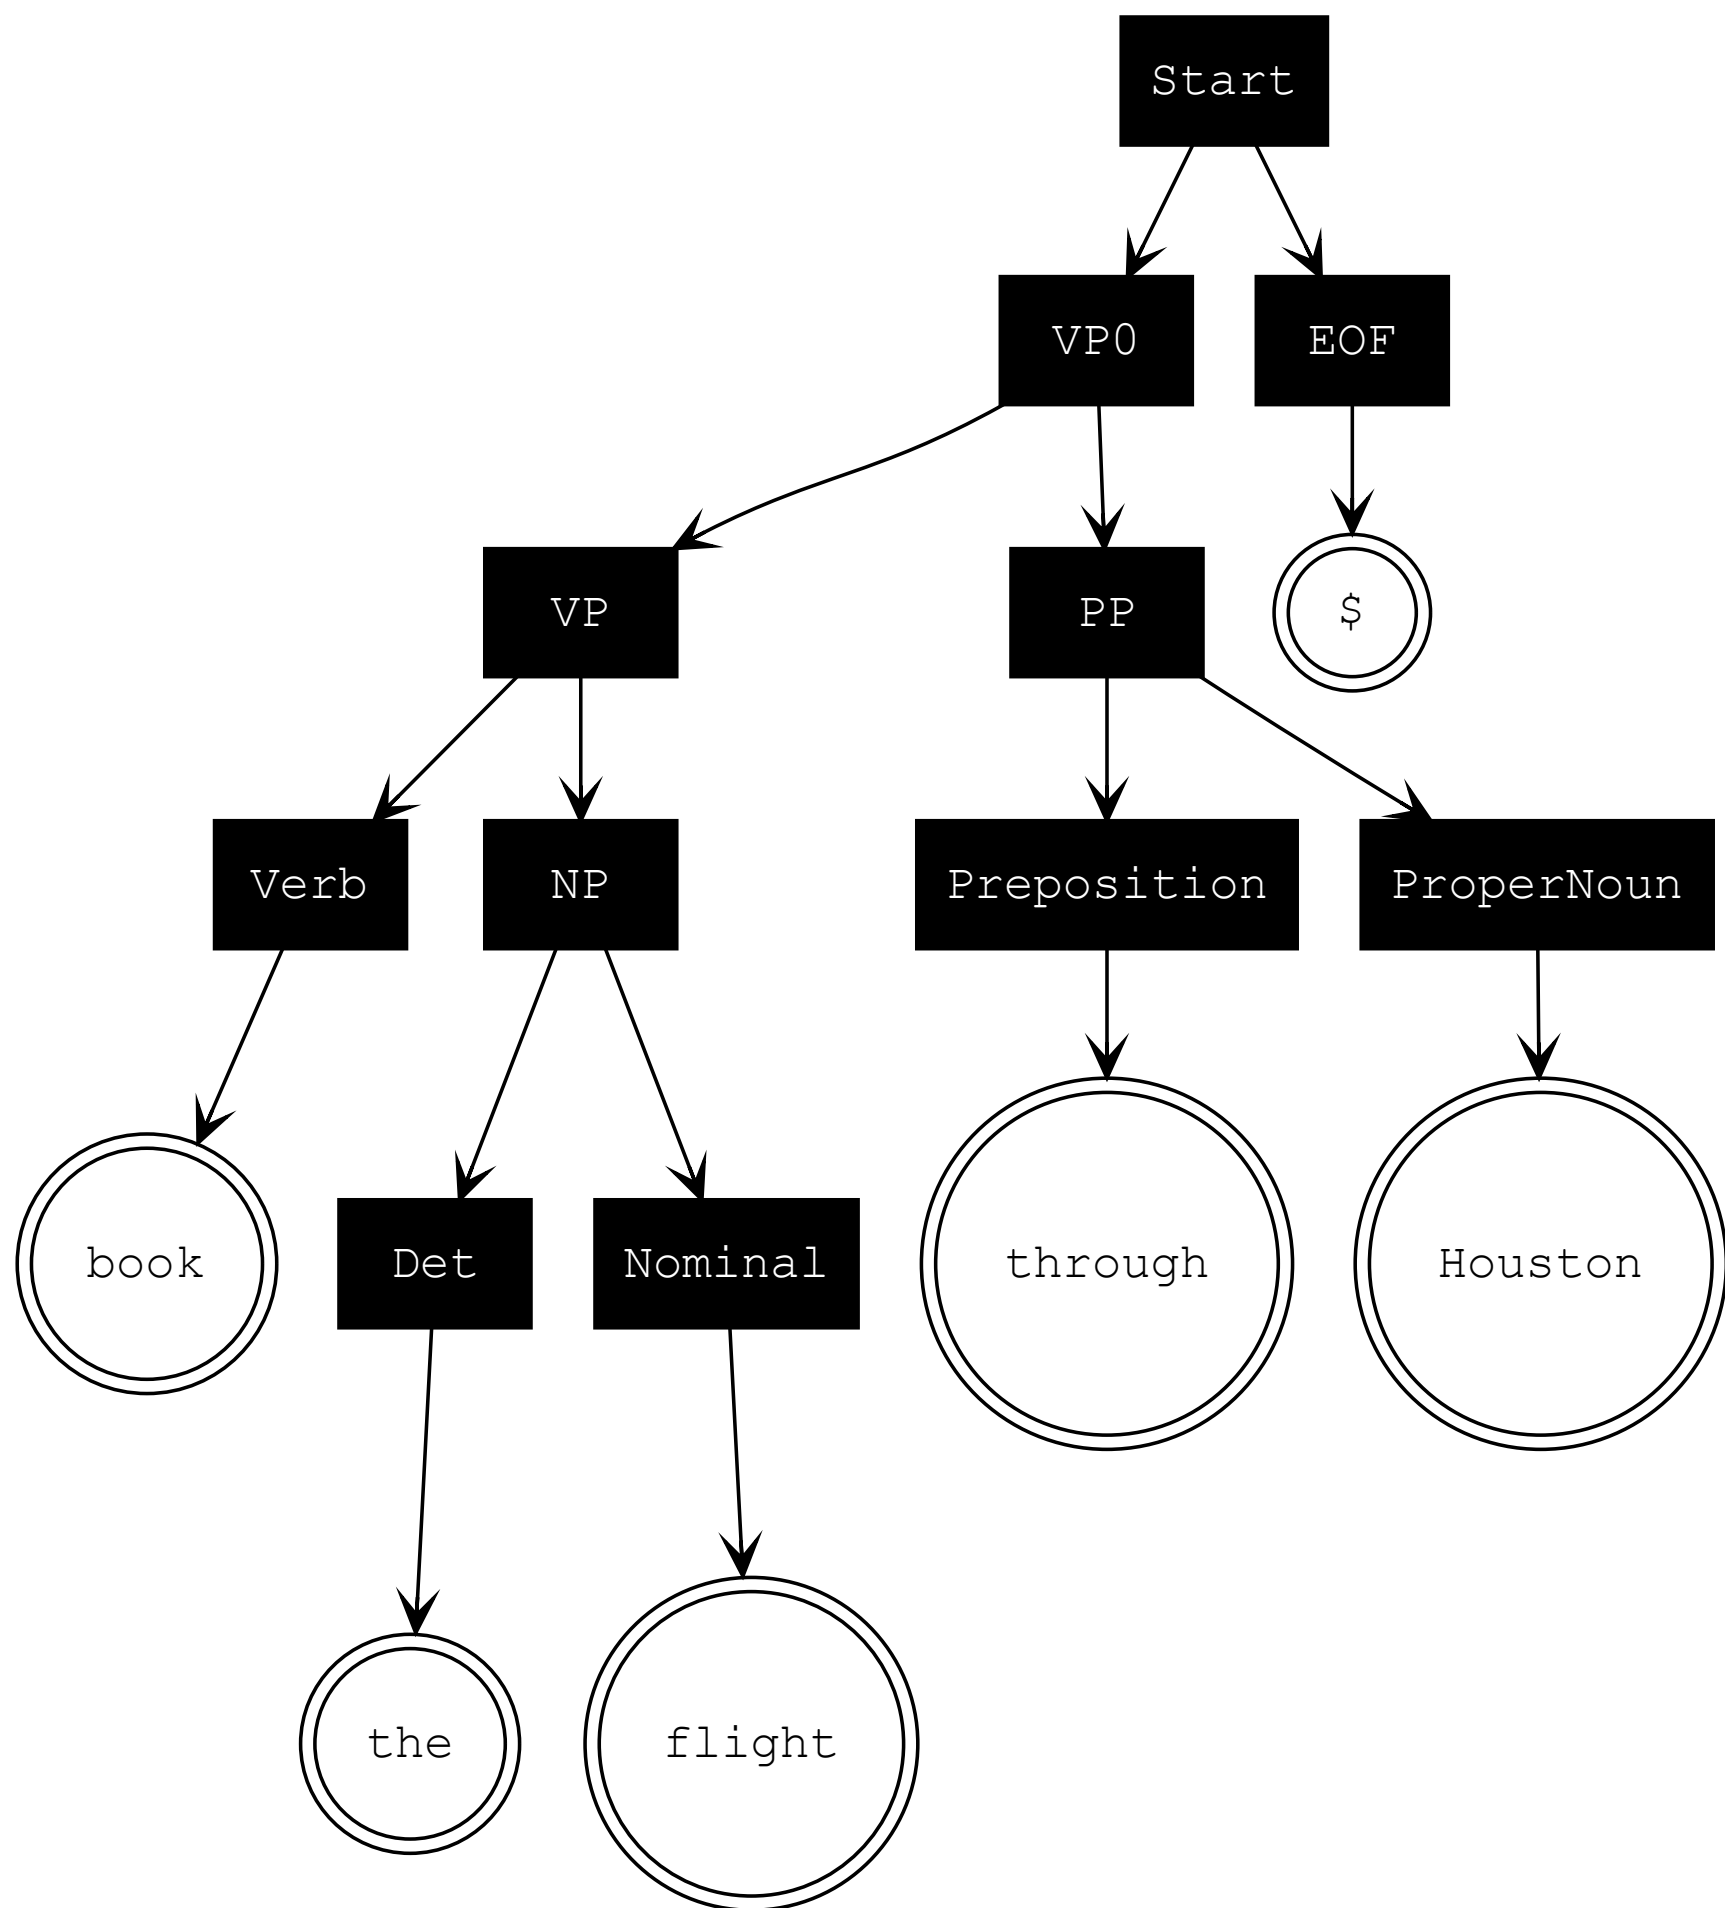 Start
VP0
EOF
VP
PP
$
Verb
NP
Preposition
ProperNoun
book
Det
Nominal
through
Houston
the
flight